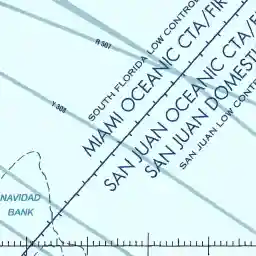 R 507
Y 308
SOUTH FLORIDA LOW CONTRO
MIAMI OCEANIC CTA/FIR
SAN JUAN OCEANIC CTA/F
SAN JUAN DOMESTI
SAN JUAN LOW CONT
NAVIDAD
BANK